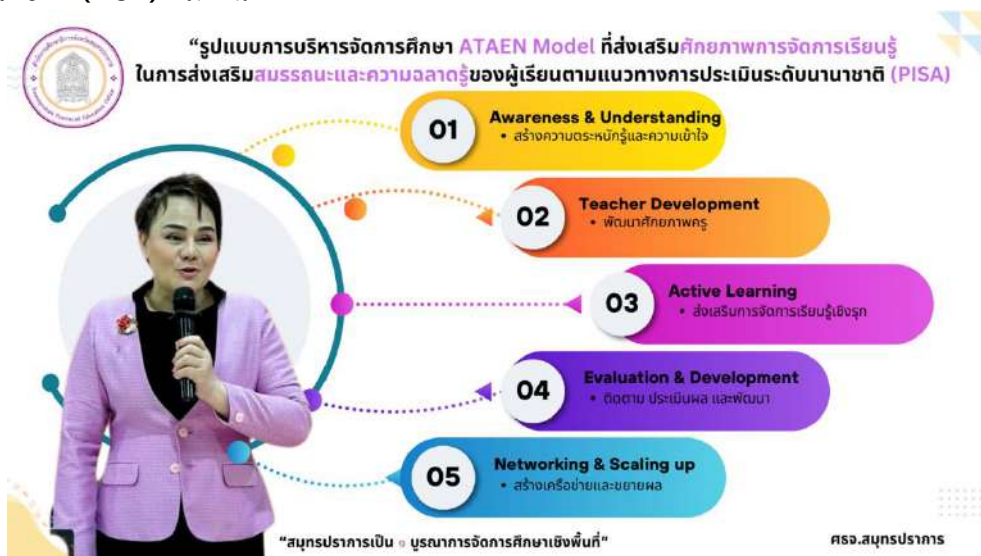 (PISA)
“รูปแบบการบริหารจัดการศึกษา ATAEN Model ที่ส่งเสริมศักยภาพการจัดการเรียนรู้
ในการส่งเสริมสมรรถนะและความฉลาดรู้ของผู้เรียนตามแนวทางการประเมินระดับนานาชาติ (PISA)
01
Awareness & Understanding
• สร้างความตระหนักรู้และความเข้าใจ
02
Teacher Development
• พัฒนาศักยภาพครู
03
Active Learning
• ส่งเสริมการจัดการเรียนรู้เชิงรุก
04
Evaluation & Development
• ติดตาม ประเมินผล และพัฒนา
05
Networking & Scaling up
• สร้างเครือข่ายและขยายผล
“สมุทรปราการเป็น ๑ บูรณาการจัดการศึกษาเชิงพื้นที่”
ศธจ.สมุทรปราการ